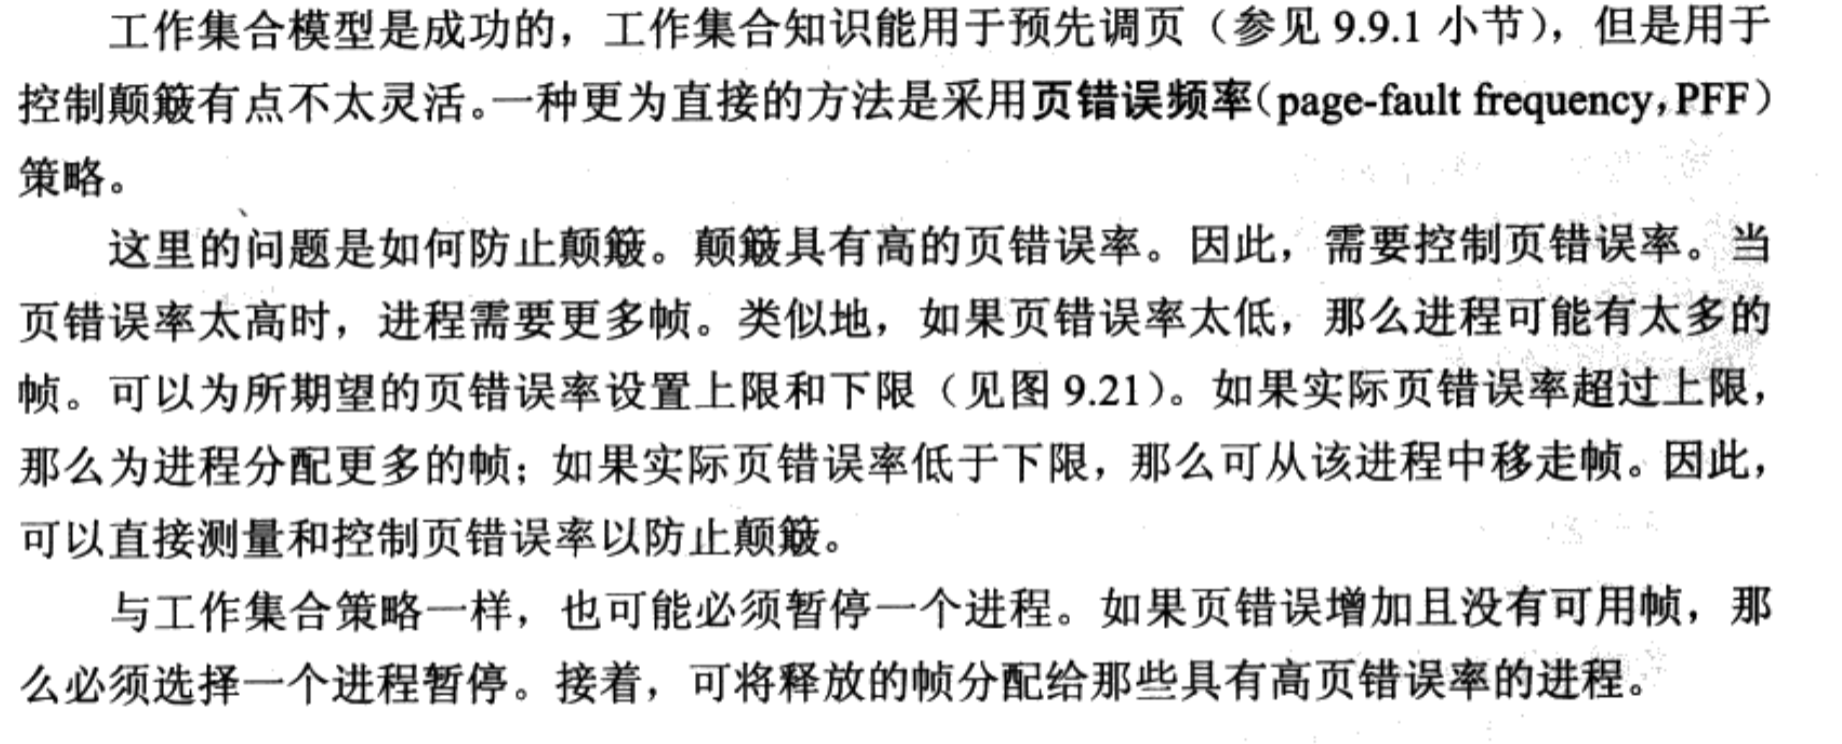 工作集合模型是成功的，工作集合知识能用于预先调页（参见 9.9.1 小节），但是用于
控制颠簸有点不太灵活。一种更为直接的方法是采用页错误频率（page-fault frequency，PFF）
策略。
这里的问题是如何防止颠簸。颠簸具有高的页错误率。因此，需要控制页错误率。当
页错误率太高时，进程需要更多帧。类似地，如果页错误率太低，那么进程可能有太多的
帧。可以为所期望的页错误率设置上限和下限（见图 9.21）。如果实际页错误率超过上限，
那么为进程分配更多的帧；如果实际页错误率低于下限，那么可从该进程中移走帧。因此，
可以直接测量和控制页错误率以防止颠簸。
与工作集合策略一样，也可能必须暂停一个进程。如果页错误增加且没有可用帧，那
么必须选择一个进程暂停。接着，可将释放的帧分配给那些具有高页错误率的进程。